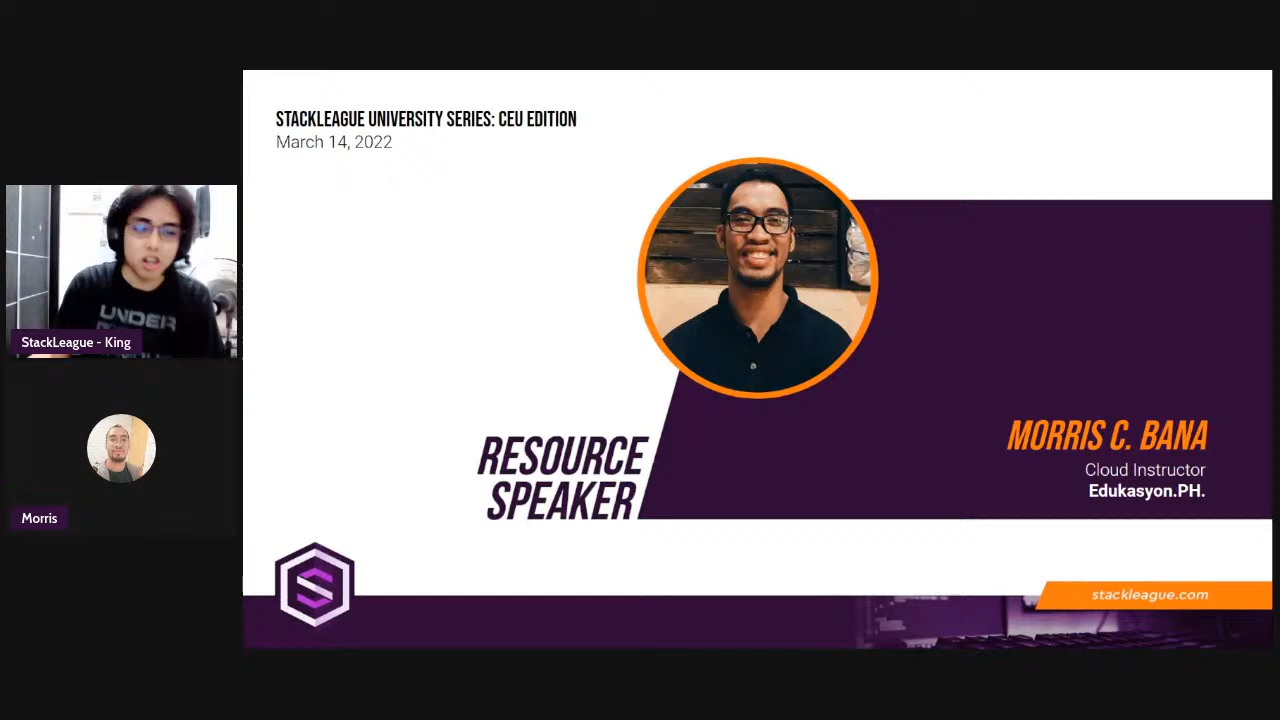 STACKLEAGUE UNIVERSITY SERIES: CEU EDITION
March 14, 2022
UNDER
StackLeague - King
Morris
RESOURCE
SPEAKER
MORRIS C. BANA
Cloud Instructor
Edukasyon.PH.
stackleague.com